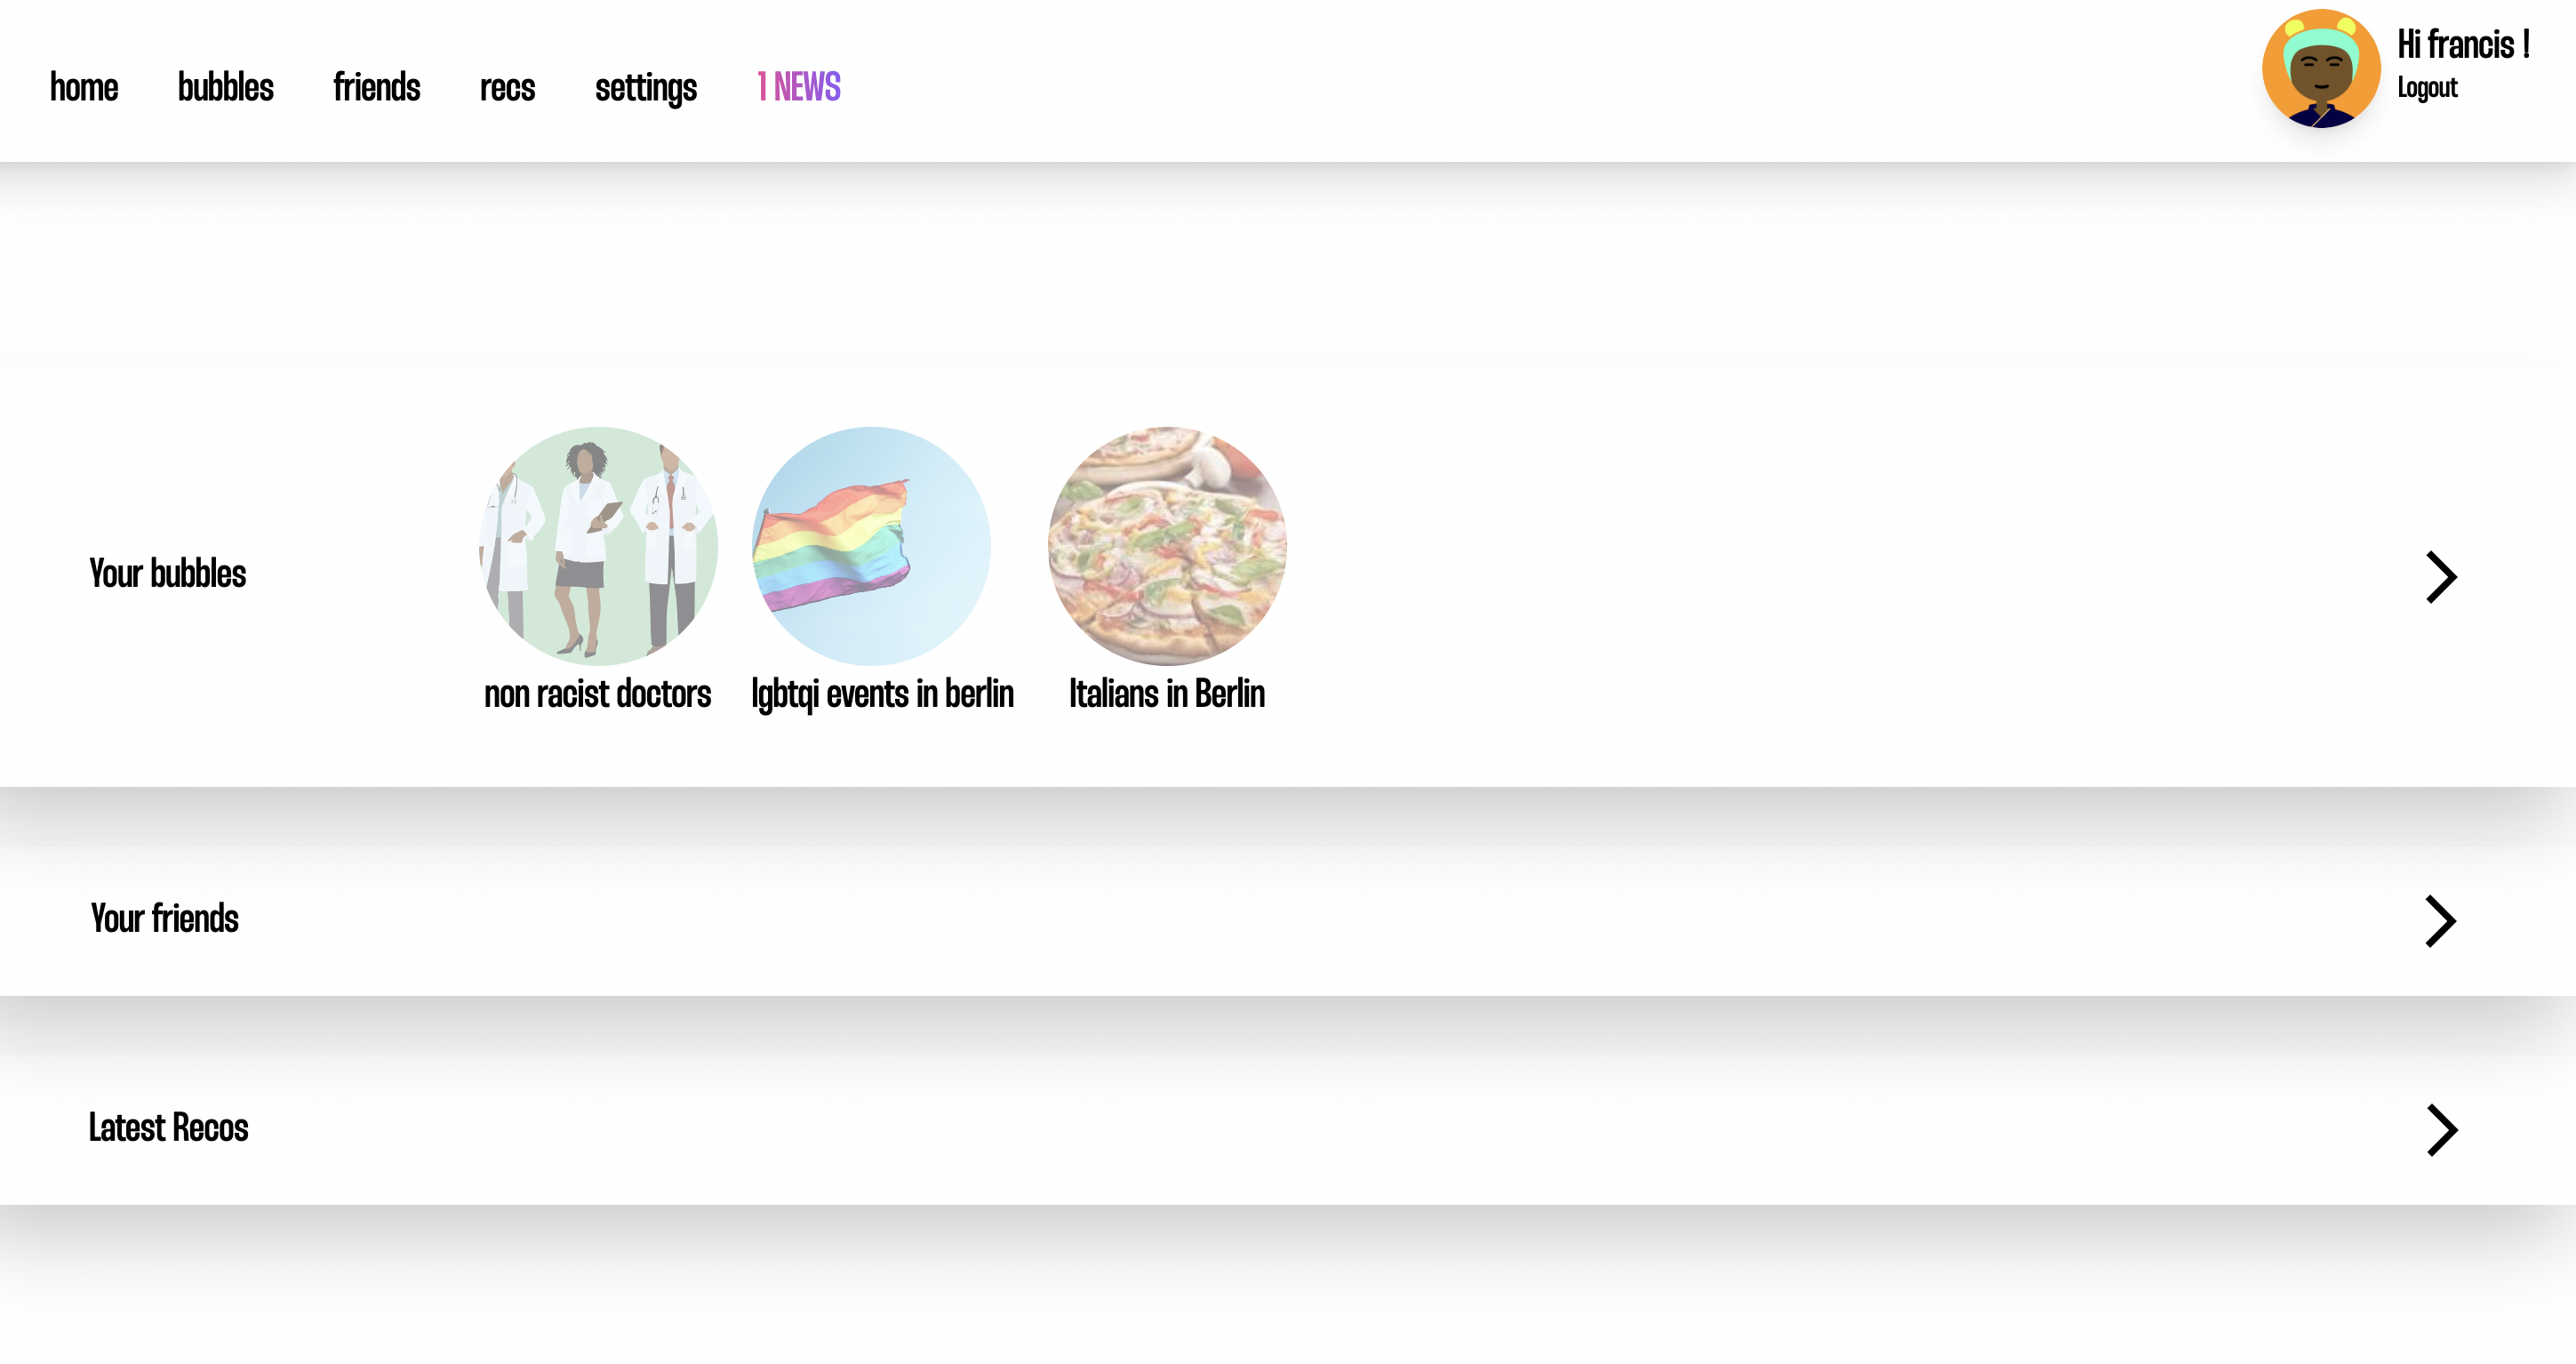 home bubbles friends recs settings 1 NEWS
Hi francis !
Logout
Your bubbles
non racist doctors
lgbtqi events in berlin
Italians in Berlin
Your friends
Latest Recos